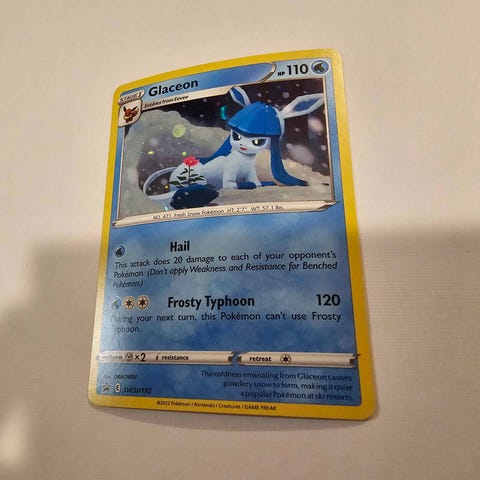 STAGE 1 Glaceon HP 110
Evolves from Eevee
NO. 471 Fresh Snow Pokémon HT: 2'7" WT: 57.1 lbs.
Hail
This attack does 20 damage to each of your opponent's
Pokémon. (Don't apply Weakness and Resistance for Benched
Pokémon.)
Frosty Typhoon 120
During your next turn, this Pokémon can't use Frosty
Typhoon.
weakness x2 resistance retreat
The coldness emanating from Glaceon causes
powdery snow to form, making it quite
a popular Pokémon at ski resorts.
E SWSH192
©2022 Pokémon / Nintendo / Creatures / GAME FREAK